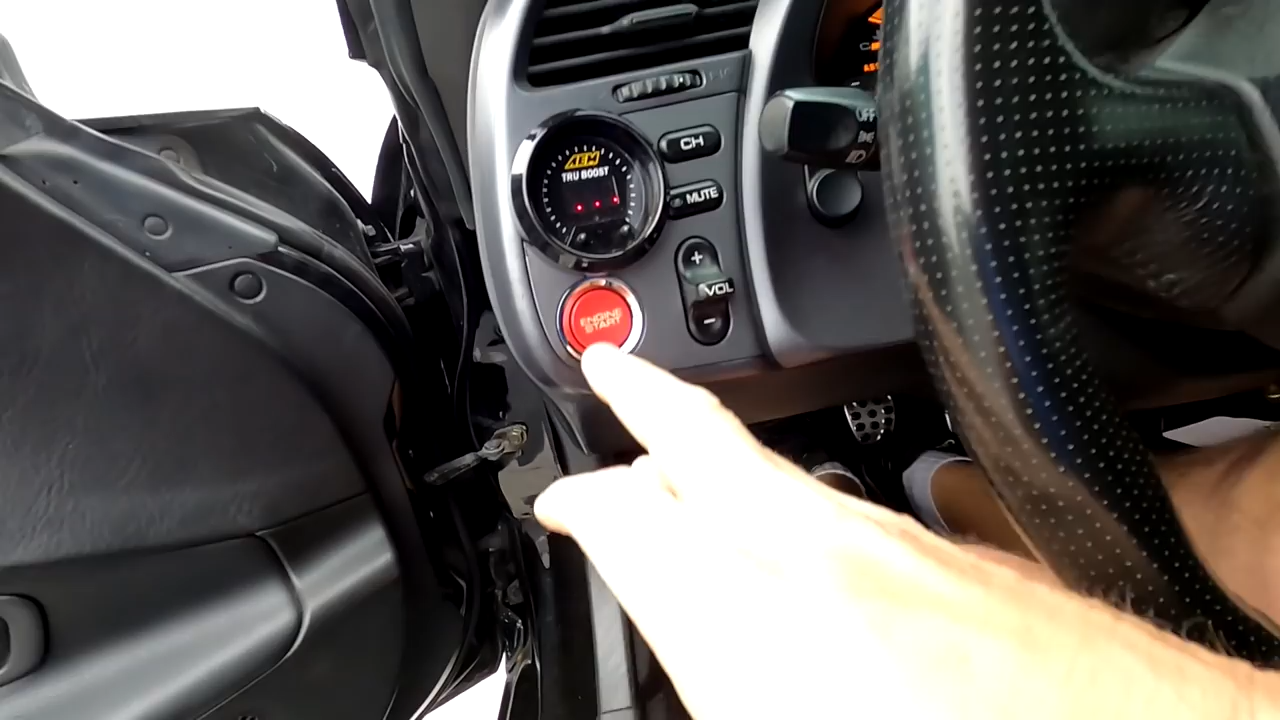 AEM
TRU BOOST
CH
MUTE
+
VOL
−
ENGINE
START
OFF